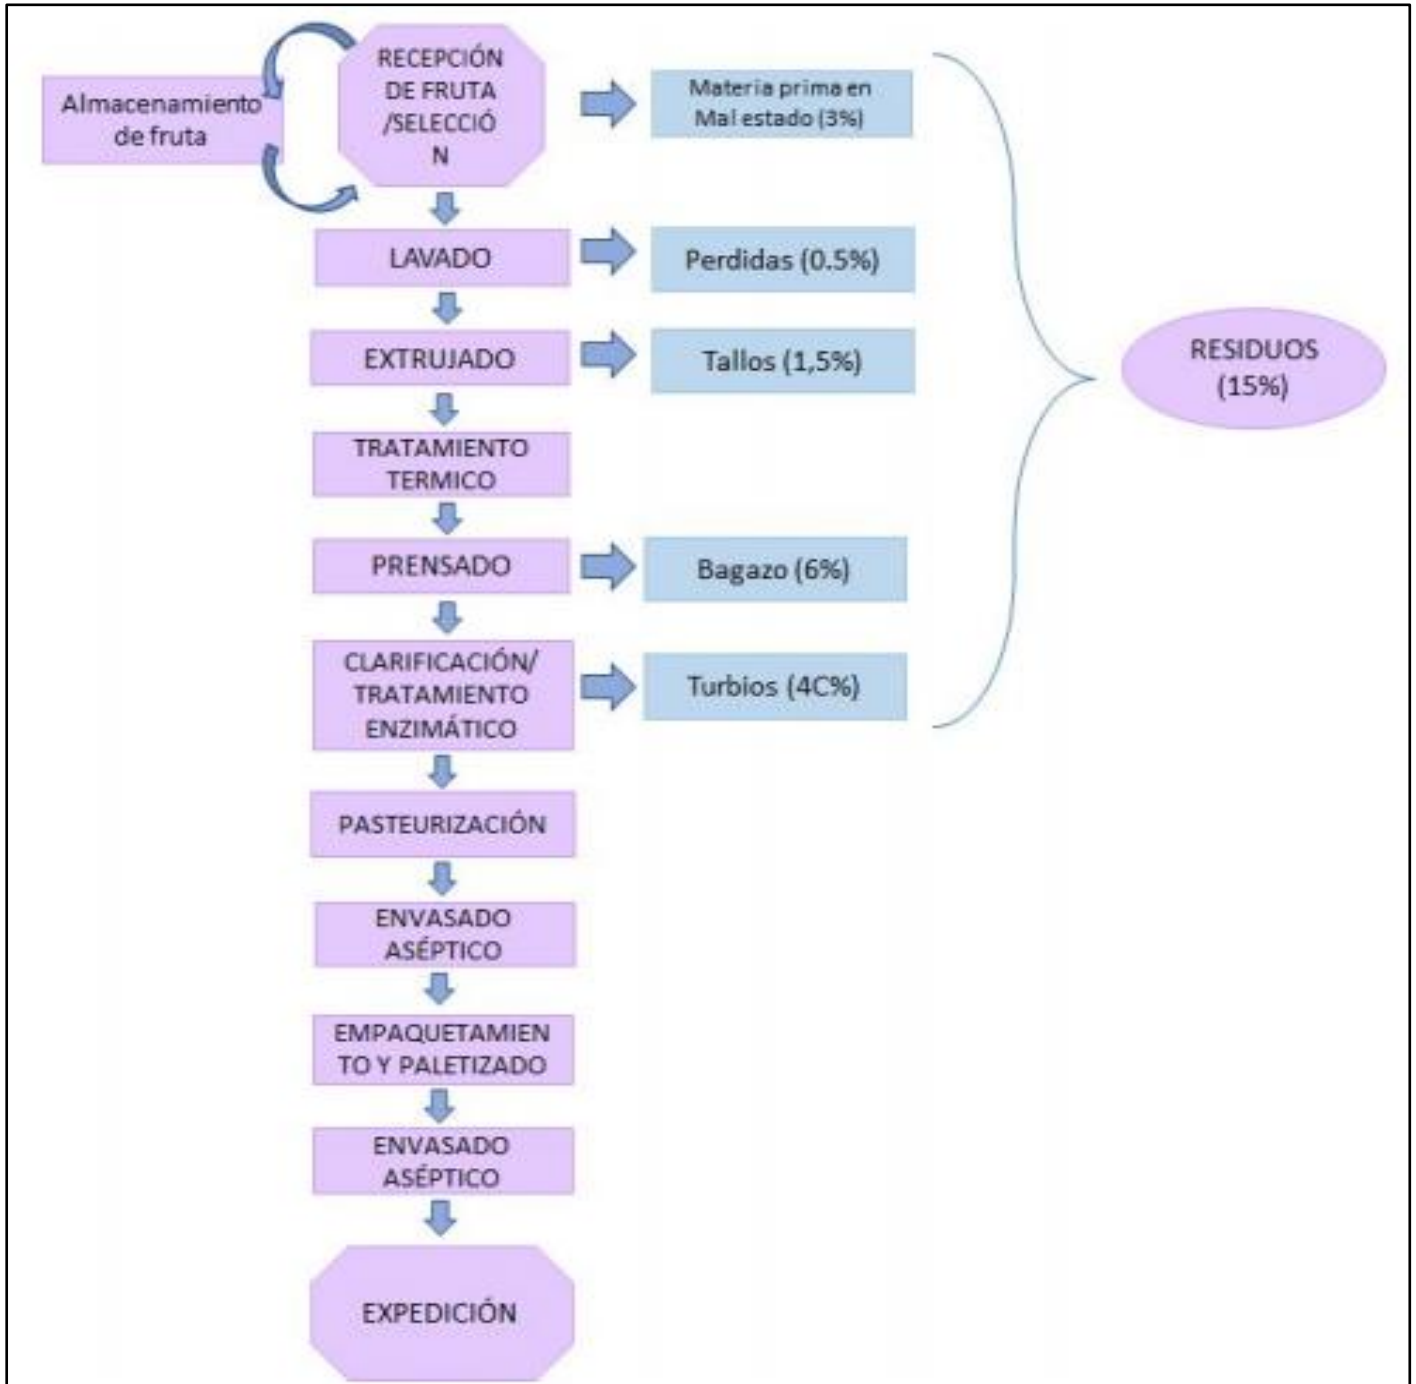 RECEPCIÓN
DE FRUTA
/SELECCIÓ
N
Almacenamiento
de fruta
Materia prima en
Mal estado (3%)
LAVADO
Perdidas (0.5%)
EXTRUJADO
Tallos (1,5%)
RESIDUOS
(15%)
TRATAMIENTO
TERMICO
PRENSADO
Bagazo (6%)
CLARIFICACIÓN/
TRATAMIENTO
ENZIMÁTICO
Turbios (4C%)
PASTEURIZACIÓN
ENVASADO
ASÉPTICO
EMPAQUETAMIEN
TO Y PALETIZADO
ENVASADO
ASÉPTICO
EXPEDICIÓN